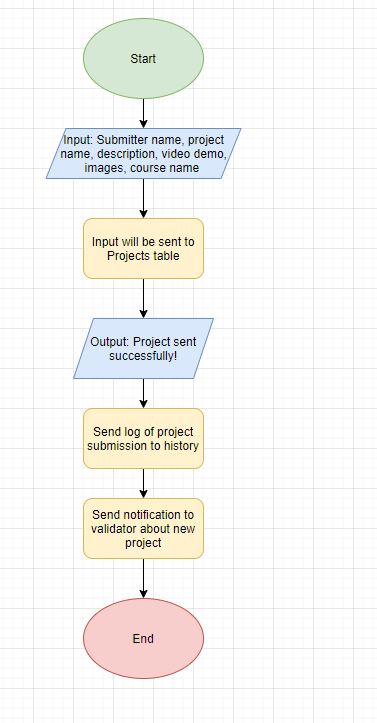 Start
Input: Submitter name, project
name, description, video demo,
images, course name
Input will be sent to
Projects table
Output: Project sent
successfully!
Send log of project
submission to history
Send notification to
validator about new
project
End